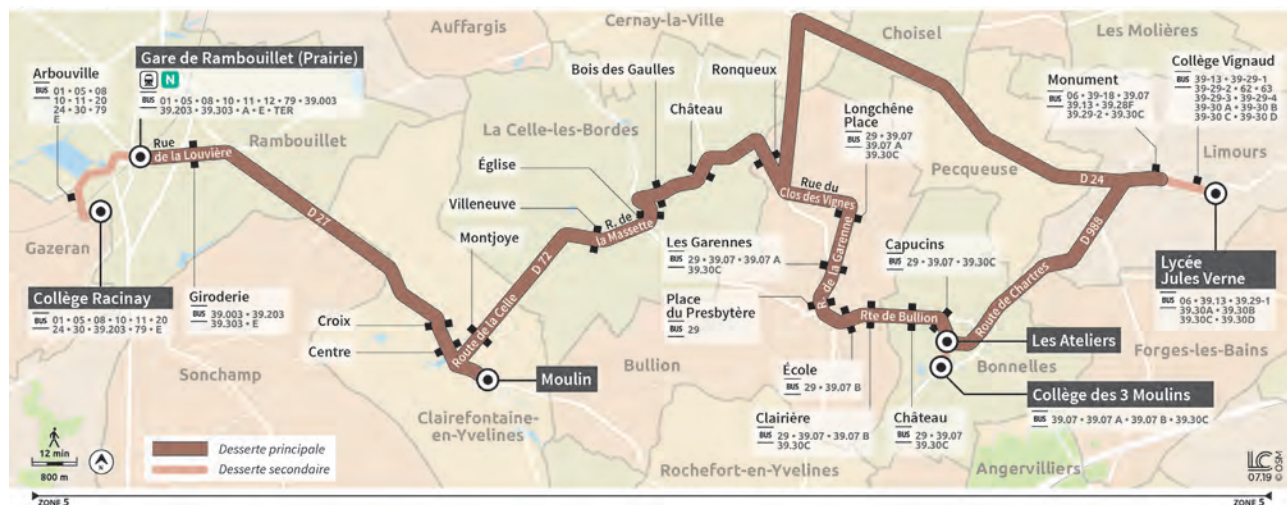 Auffargis
Cernay-la-Ville
Choisel
Les Molières
Gare de Rambouillet (Prairie)
N
BUS 01 • 05 • 08 • 10 • 11 • 12 • 79 • 39.003
39.203 • 39.303 • A • E • TER
Arbouville
BUS 01 • 05 • 08
10 • 11 • 20
24 • 30 • 79
E
Bois des Gaulles
Ronqueux
Monument
BUS 06 • 39-18 • 39.07
39.13 • 39.28F
39.29-2 • 39.30C
Collège Vignaud
BUS 39-13 • 39-29-1
39-29-2 • 62 • 63
39-29-3 • 39-29-4
39-30 A • 39-30 B
39-30 C • 39-30 D
Château
Longchêne
Place
BUS 29 • 39.07
39.07 A
39.30C
Rambouillet
La Celle-les-Bordes
Rue
de la Louvière
Église
Pecqueuse
Limours
Rue du
Clos des Vignes
D 24
Villeneuve
R. de
la Massette
D 27
Montjoye
D 72
Les Garennes
BUS 29 • 39.07 • 39.07 A
39.30C
R. de la Garenne
Capucins
BUS 29 • 39.07 • 39.30C
D 988
Gazeran
Collège Racinay
BUS 01 • 05 • 08 • 10 • 11 • 20
24 • 30 • 39.203 • 79 • E
Giroderie
BUS 39.003 • 39.203
39.303 • E
Lycée
Jules Verne
BUS 06 • 39.13 • 39.29-1
39.30A • 39.30B
39.30C • 39.30D
Place
du Presbytère
BUS 29
Rte de Bullion
Route de Chartres
Croix
Centre
Route de la Celle
Les Ateliers
Forges-les-Bains
Sonchamp
Moulin
Bullion
École
BUS 29 • 39.07 B
Bonnelles
Collège des 3 Moulins
BUS 39.07 • 39.07 A • 39.07 B • 39.30C
Clairefontaine-
en-Yvelines
Clairière
BUS 29 • 39.07 • 39.07 B
39.30C
Château
BUS 29 • 39.07
39.30C
12 min
800 m
N
Desserte principale
Desserte secondaire
Rochefort-en-Yvelines
Angervilliers
LC
07.19
© OSM
ZONE 5
ZONE 5